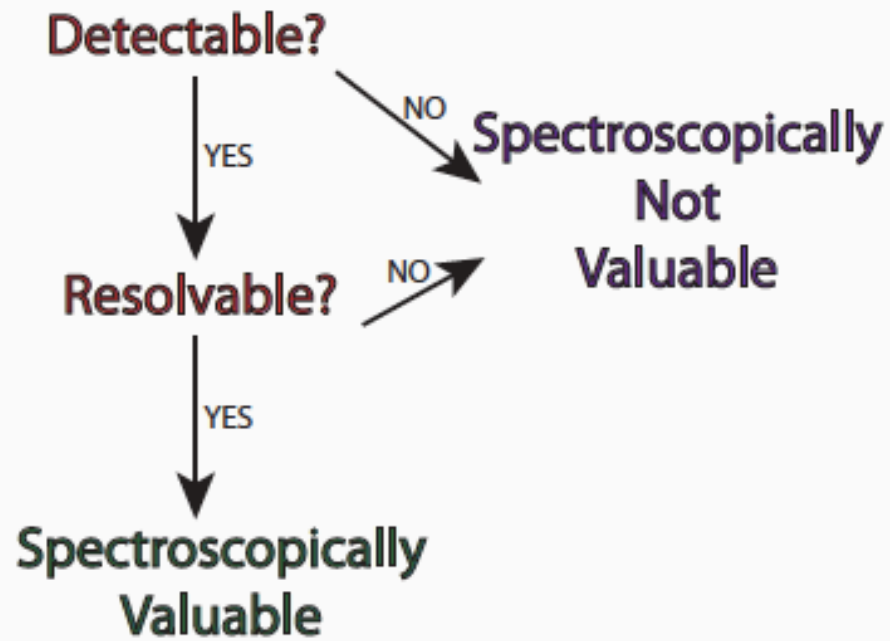 Detectable?
NO
YES
Spectroscopically
Not
Valuable
Resolvable?
NO
YES
Spectroscopically
Valuable